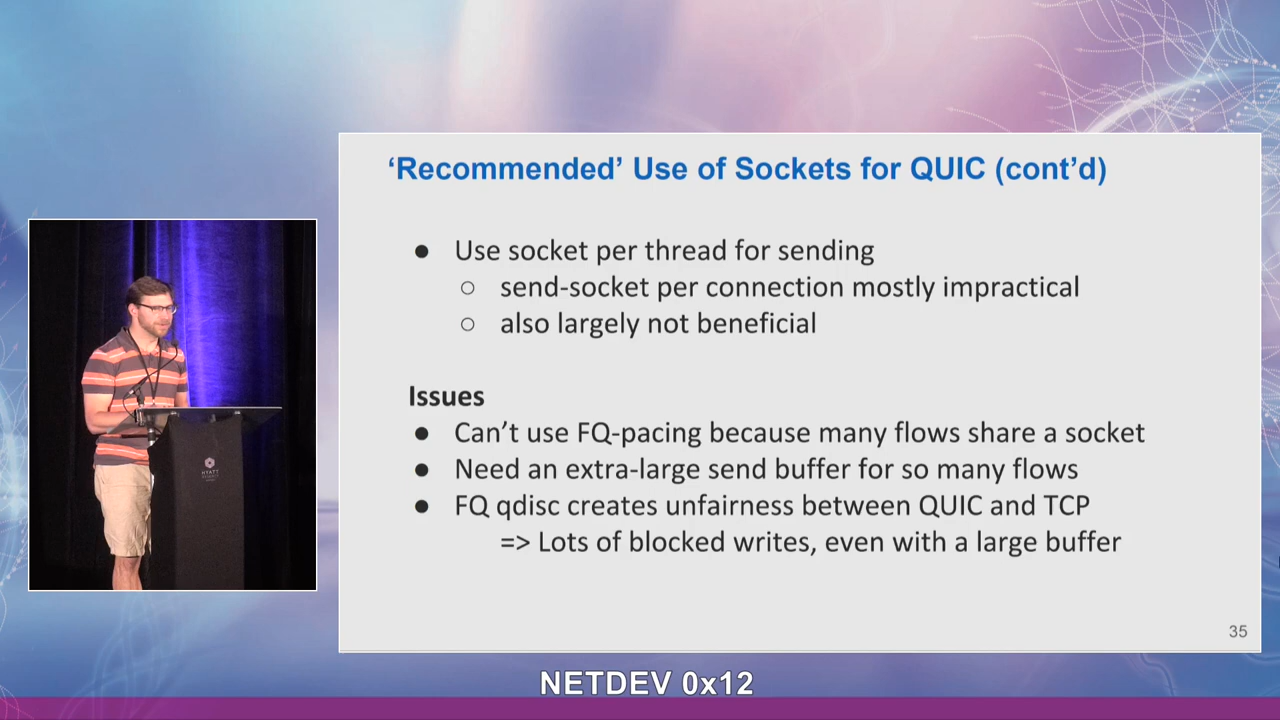 ‘Recommended’ Use of Sockets for QUIC (cont’d)
● Use socket per thread for sending
○ send-socket per connection mostly impractical
○ also largely not beneficial
Issues
● Can’t use FQ-pacing because many flows share a socket
● Need an extra-large send buffer for so many flows
● FQ qdisc creates unfairness between QUIC and TCP
=> Lots of blocked writes, even with a large buffer
35
HYATT
NETDEV 0x12